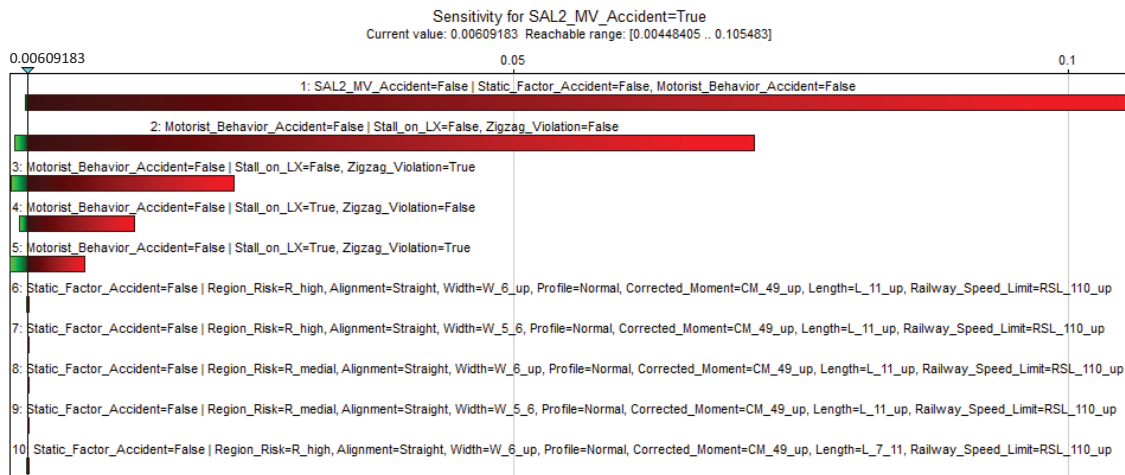 Sensitivity for SAL2_MV_Accident=True
Current value: 0.00609183 Reachable range: [0.00448405 .. 0.105483]
0.00609183 0.05 0.1
1: SAL2_MV_Accident=False | Static_Factor_Accident=False, Motorist_Behavior_Accident=False
2: Motorist_Behavior_Accident=False | Stall_on_LX=False, Zigzag_Violation=False
3: Motorist_Behavior_Accident=False | Stall_on_LX=False, Zigzag_Violation=True
4: Motorist_Behavior_Accident=False | Stall_on_LX=True, Zigzag_Violation=False
5: Motorist_Behavior_Accident=False | Stall_on_LX=True, Zigzag_Violation=True
6: Static_Factor_Accident=False | Region_Risk=R_high, Alignment=Straight, Width=W_6_up, Profile=Normal, Corrected_Moment=CM_49_up, Length=L_11_up, Railway_Speed_Limit=RSL_110_up
7: Static_Factor_Accident=False | Region_Risk=R_high, Alignment=Straight, Width=W_5_6, Profile=Normal, Corrected_Moment=CM_49_up, Length=L_11_up, Railway_Speed_Limit=RSL_110_up
8: Static_Factor_Accident=False | Region_Risk=R_medial, Alignment=Straight, Width=W_6_up, Profile=Normal, Corrected_Moment=CM_49_up, Length=L_11_up, Railway_Speed_Limit=RSL_110_up
9: Static_Factor_Accident=False | Region_Risk=R_medial, Alignment=Straight, Width=W_5_6, Profile=Normal, Corrected_Moment=CM_49_up, Length=L_11_up, Railway_Speed_Limit=RSL_110_up
10 Static_Factor_Accident=False | Region_Risk=R_high, Alignment=Straight, Width=W_6_up, Profile=Normal, Corrected_Moment=CM_49_up, Length=L_7_11, Railway_Speed_Limit=RSL_110_up